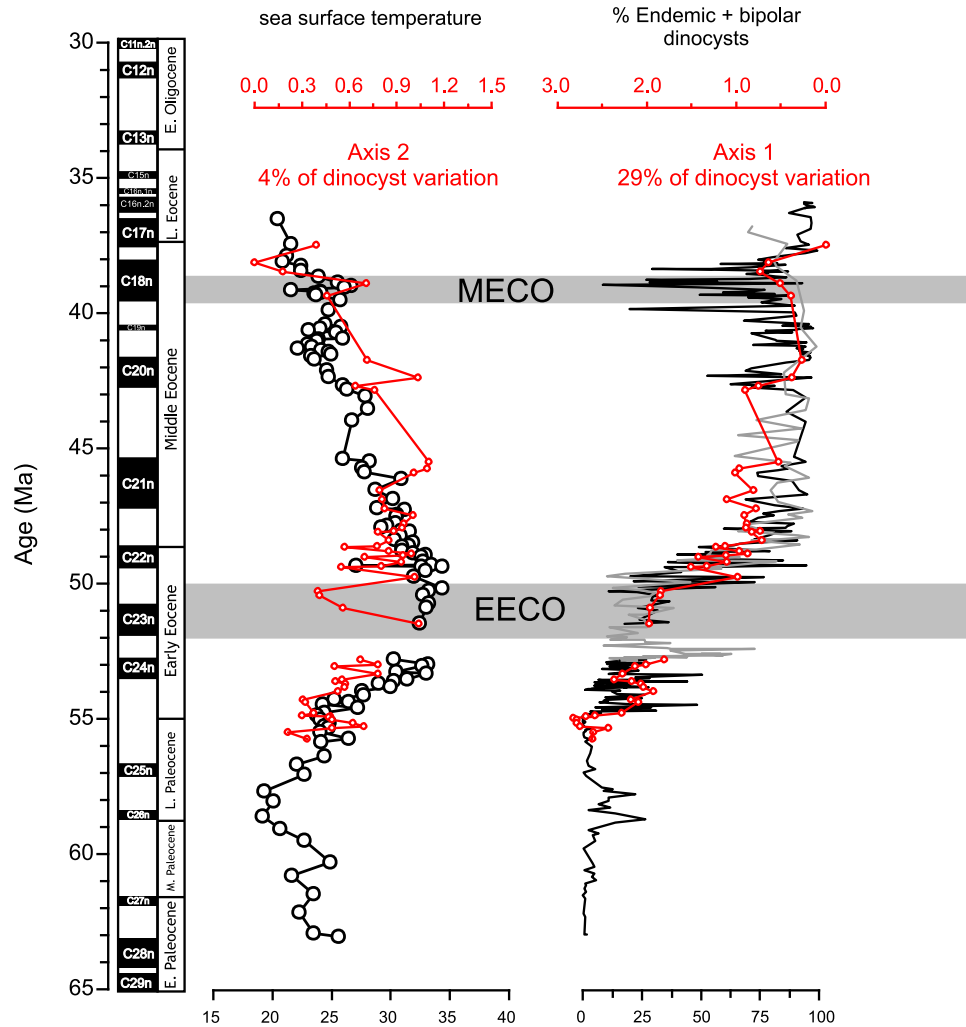 sea surface temperature
% Endemic + bipolar
dinocysts
0.0 0.3 0.6 0.9 1.2 1.5
3.0 2.0 1.0 0.0
Axis 2
4% of dinocyst variation
Axis 1
29% of dinocyst variation
Age (Ma)
30
35
40
45
50
55
60
65
C11n.2n
C12n
C13n
C15n
C16n.1n
C16n.2n
C17n
C18n
C19n
C20n
C21n
C22n
C23n
C24n
C25n
C26n
C27n
C28n
C29n
E. Oligocene
L. Eocene
Middle Eocene
Early Eocene
L. Paleocene
M. Paleocene
E. Paleocene
MECO
EECO
15 20 25 30 35 40
0 25 50 75 100